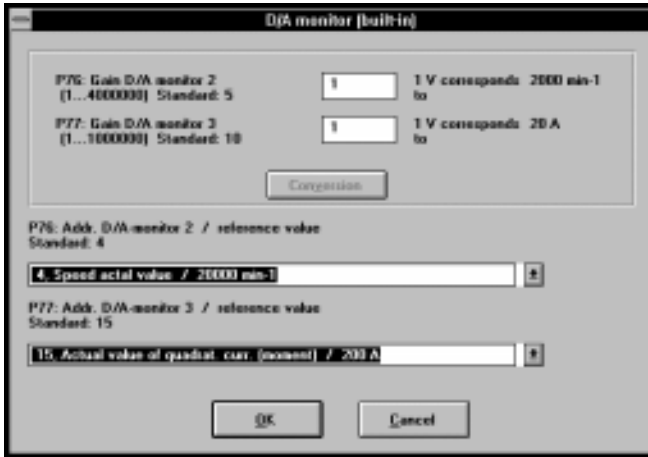 D/A monitor (built-in)
P76: Gain D/A monitor 2
(1...4000000) Standard: 5
1
1 V corresponds 2000 min-1
to
P77: Gain D/A monitor 3
(1...1000000) Standard: 10
1
1 V corresponds 20 A
to
Conversion
P76: Addr. D/A-monitor 2 / reference value
Standard: 4
4, Speed actal value / 20000 min-1
P77: Addr. D/A-monitor 3 / reference value
Standard: 15
15, Actual value of quadrat. curr. (moment) / 200 A
OK
Cancel